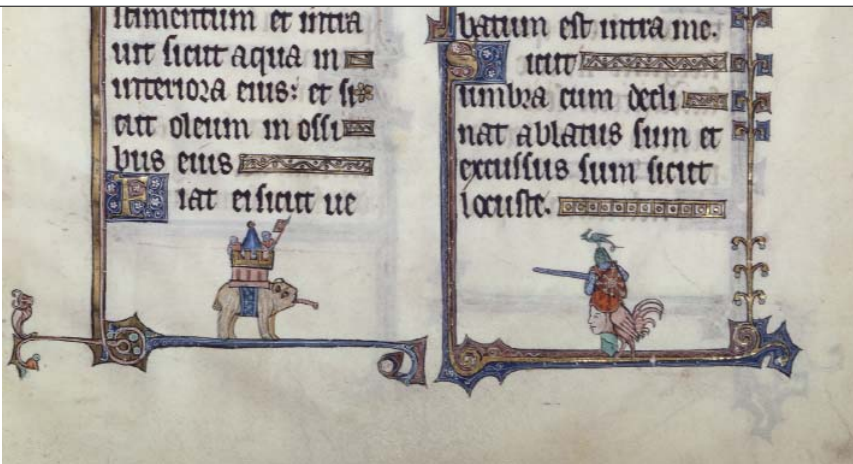 stimentum et intra
uit sicut aqua in
interiora eius: et si
cut oleum in ossi
bus eius
Fiat ei sicut ue
batum est intra me.
Sicut
umbra cum decli
nat ablatus sum et
excussus sum sicut
locuste.